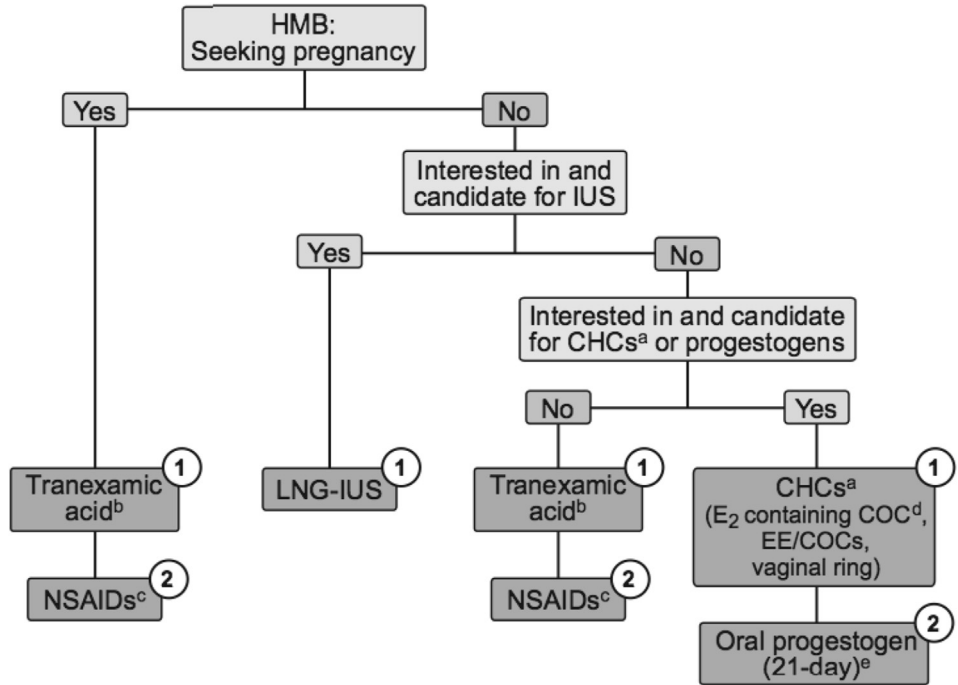 HMB:
Seeking pregnancy
Yes
No
Interested in and
candidate for IUS
Yes
No
Interested in and candidate
for CHCsᵃ or progestogens
No
Yes
1
Tranexamic
acidᵇ
2
NSAIDsᶜ
1
LNG-IUS
1
Tranexamic
acidᵇ
2
NSAIDsᶜ
1
CHCsᵃ
(E₂ containing COCᵈ,
EE/COCs,
vaginal ring)
2
Oral progestogen
(21-day)ᵉ